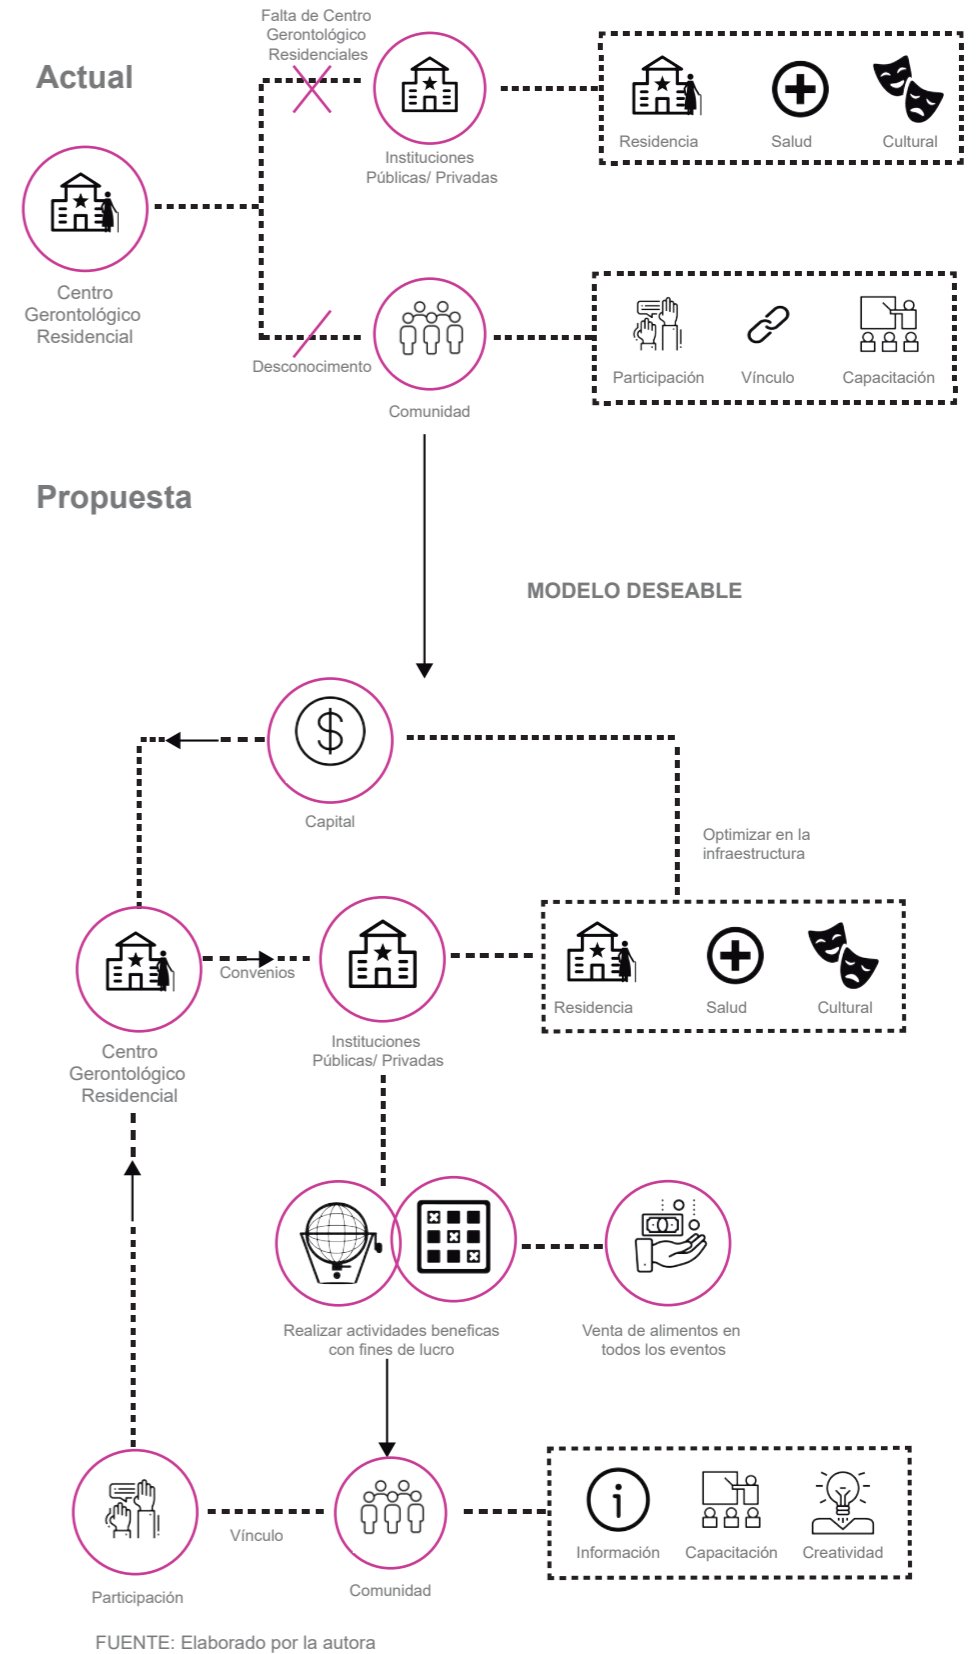 Falta de Centro
Gerontológico
Residenciales
Actual
Instituciones
Públicas/ Privadas
Residencia
Salud
Cultural
Centro
Gerontológico
Residencial
Desconocimento
Comunidad
Participación
Vínculo
Capacitación
Propuesta
MODELO DESEABLE
Capital
Optimizar en la
infraestructura
Convenios
Centro
Gerontológico
Residencial
Instituciones
Públicas/ Privadas
Residencia
Salud
Cultural
Realizar actividades beneficas
con fines de lucro
Venta de alimentos en
todos los eventos
Participación
Vínculo
Comunidad
Información
Capacitación
Creatividad
FUENTE: Elaborado por la autora